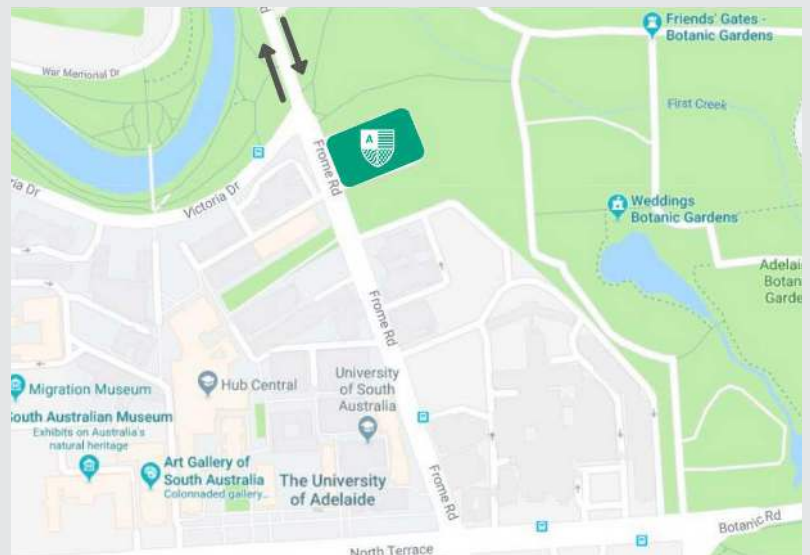 d
Friends' Gates -
Botanic Gardens
War Memorial Dr
First Creek
A
Frome Rd
ria Dr
Victoria Dr
Weddings
Botanic Gardens
Adelai
Botan
Garde
Frome Rd
Migration Museum
Hub Central
University
of South
Australia
South Australian Museum
Exhibits on Australia's
natural heritage
Art Gallery of
South Australia
Colonnaded gallery...
The University
of Adelaide
Frome Rd
North Terrace
Botanic Rd